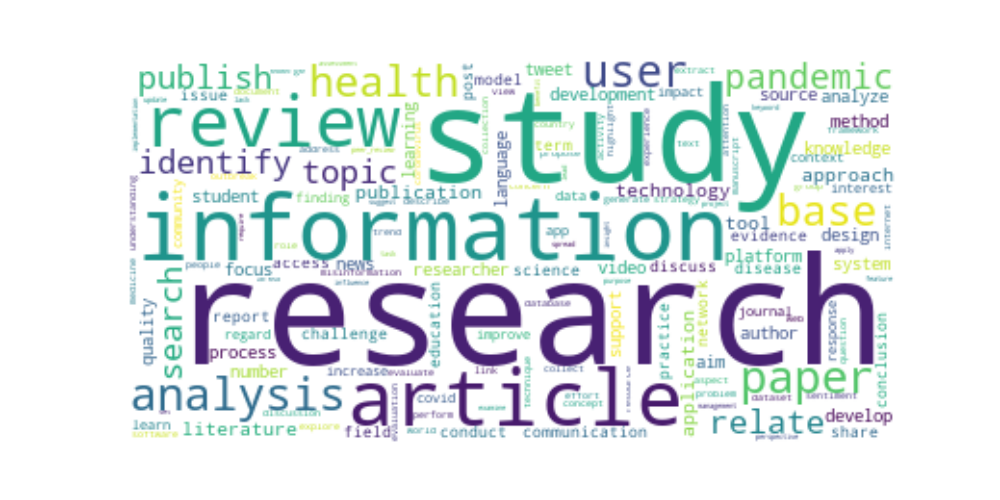 publish
health
model
view
post
tweet
user
extract
pandemic
issue
document
development
impact
source
analyze
review
study
learning
collection
country
term
activity
highlight
experience
text
attention
manuscript
method
framework
knowledge
context
identify
topic
language
approach
technology
interest
community
student
finding
publication
suggest
describe
data
generate
strategy
project
base
understanding
information
tool
evidence
design
internet
role
trend
app
spread
insight
task
platform
disease
apply
system
feature
require
medicine
people
focus
access
news
misinformation
influence
researcher
science
video
discuss
purpose
search
research
quality
report
regard
challenge
education
database
improve
support
practice
network
journal
web
author
response
question
conclusion
process
number
increase
evaluate
link
collect
technique
application
aim
aspect
problem
dataset
sentiment
management
paper
analysis
article
covid
perform
evaluation
examine
effort
concept
relate
develop
learn
software
literature
discussion
explore
field
world
conduct
communication
perspective
share